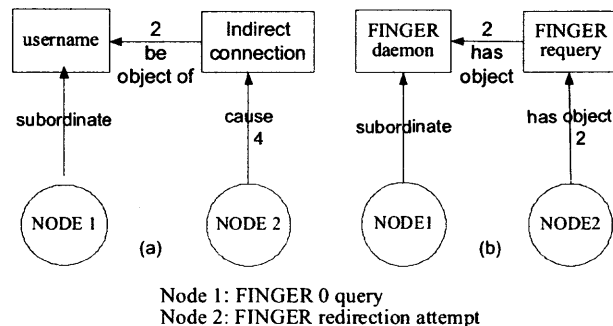 username
2
be
object of
Indirect
connection
subordinate
cause
4
NODE 1
(a)
NODE 2
FINGER
daemon
2
has
object
FINGER
requery
subordinate
has object
2
NODE1
(b)
NODE2
Node 1: FINGER 0 query
Node 2: FINGER redirection attempt